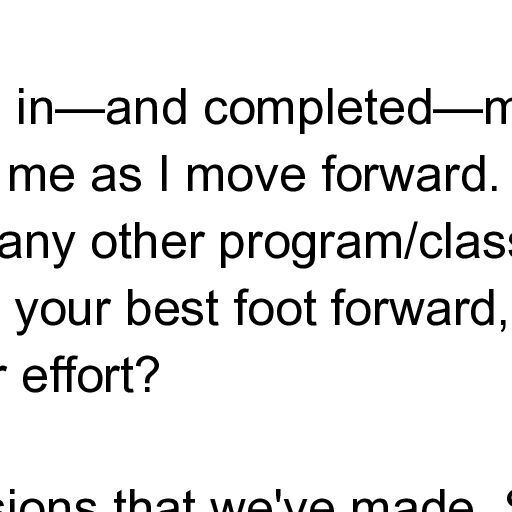 in—and completed—m
me as I move forward.
any other program/class
your best foot forward,
r effort?
sions that we've made. S